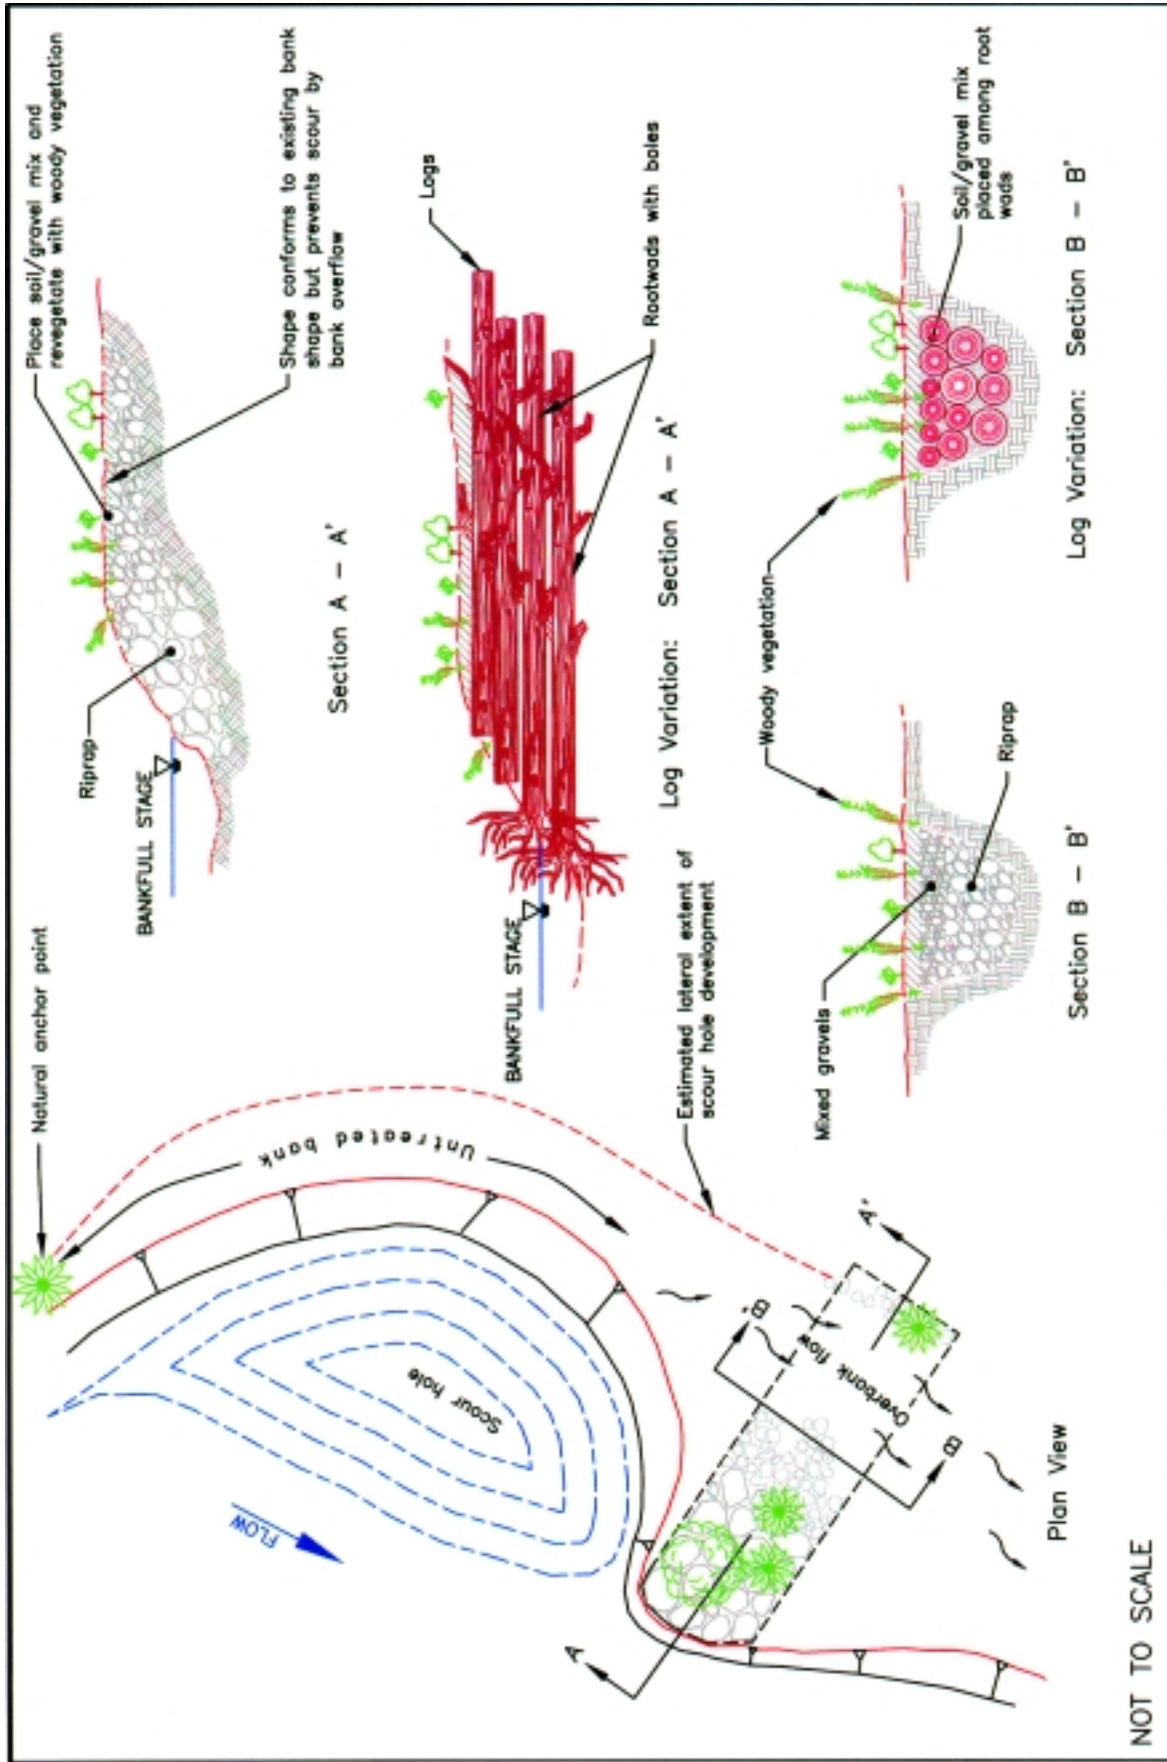 Natural anchor point
Untreated bank
Scour hole
FLOW
Estimated lateral extent of
scour hole development
Overbank flow
A
A'
B
B'
Plan View
NOT TO SCALE
Place soil/gravel mix and
revegetate with woody vegetation
Shape conforms to existing bank
shape but prevents scour by
bank overflow
Riprap
BANKFULL STAGE
Section A - A'
Logs
Rootwads with boles
BANKFULL STAGE
Log Variation: Section A - A'
Woody vegetation
Mixed gravels
Riprap
Section B - B'
Soil/gravel mix
placed among root
wads
Log Variation: Section B - B'